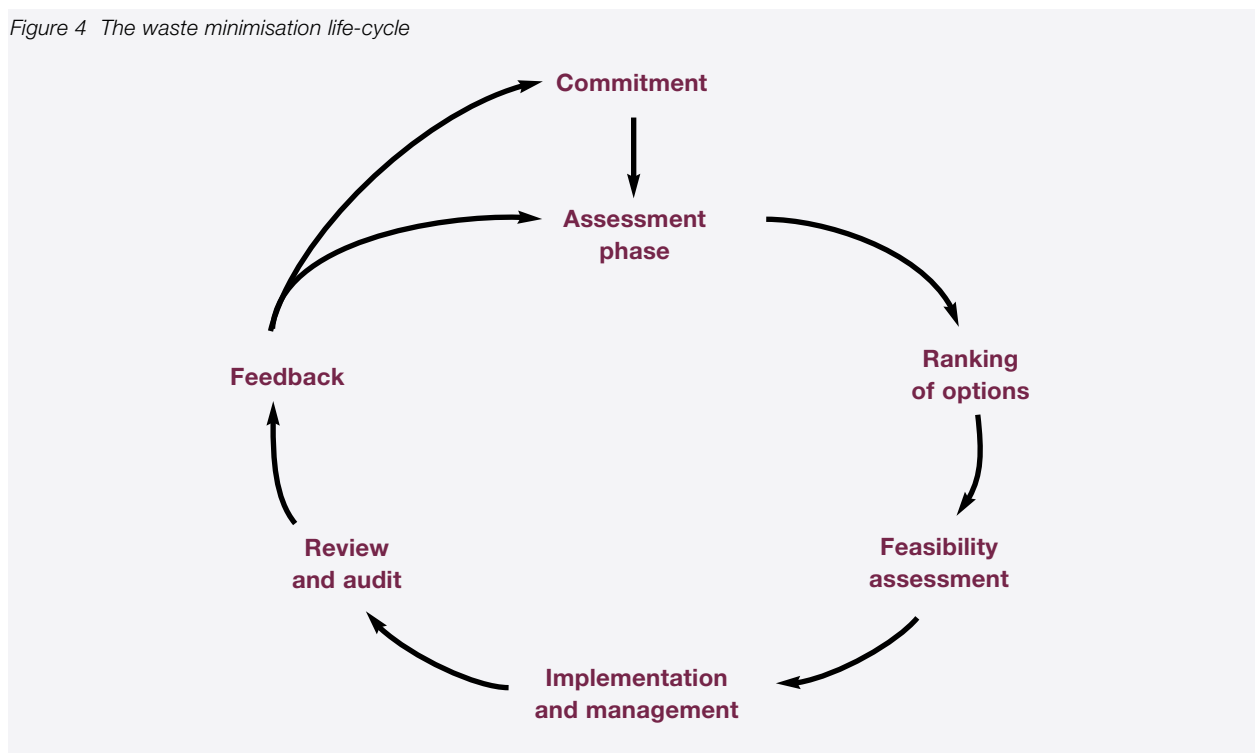 Figure 4 The waste minimisation life-cycle
Commitment
Assessment
phase
Ranking
of options
Feasibility
assessment
Implementation
and management
Review
and audit
Feedback